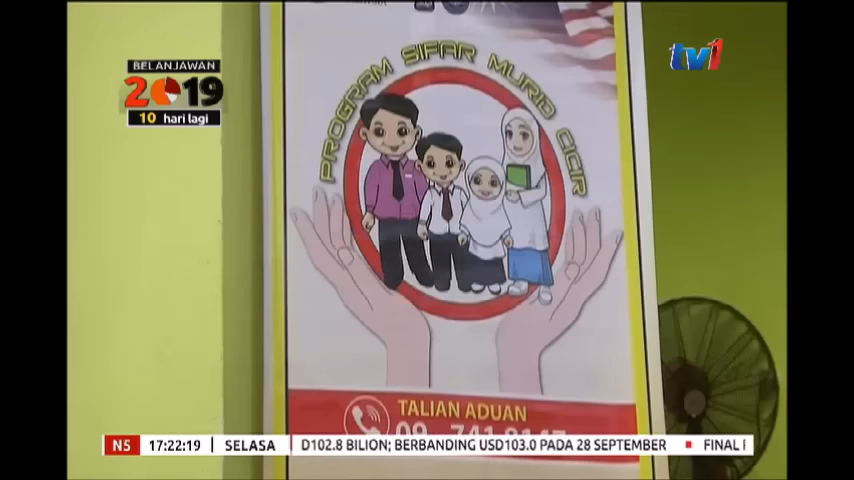 BELANJAWAN
2019
10 hari lagi
tv1
PROGRAM SIFAR MURID CICIR
TALIAN ADUAN
N5 17:22:19 SELASA D102.8 BILION; BERBANDING USD103.0 PADA 28 SEPTEMBER FINAL